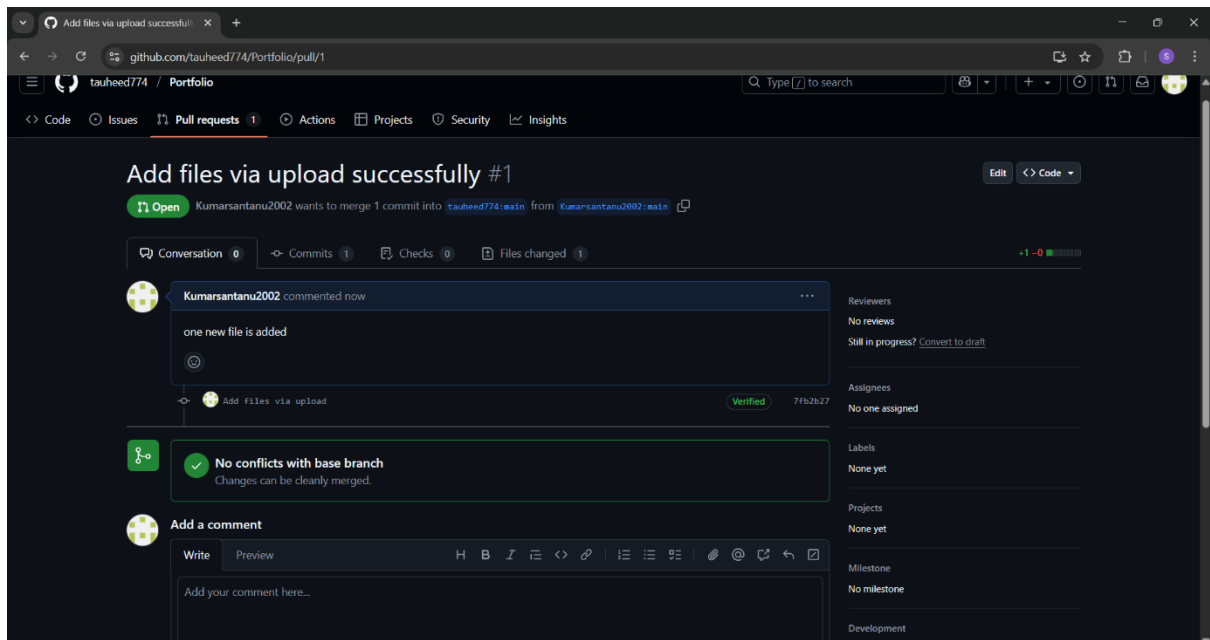 Add files via upload successfull
github.com/tauheed774/Portfolio/pull/1
S
tauheed774 / Portfolio
Type / to search
Code Issues Pull requests 1 Actions Projects Security Insights
Add files via upload successfully #1
Edit Code
Open Kumarsantanu2002 wants to merge 1 commit into tauheed774:main from Kumarsantanu2002:main
Conversation 0 Commits 1 Checks 0 Files changed 1
+1 −0
Kumarsantanu2002 commented now
one new file is added
Add files via upload Verified 7fb2b27
No conflicts with base branch
Changes can be cleanly merged.
Add a comment
Write Preview H B I
Add your comment here...
Reviewers
No reviews
Still in progress? Convert to draft
Assignees
No one assigned
Labels
None yet
Projects
None yet
Milestone
No milestone
Development